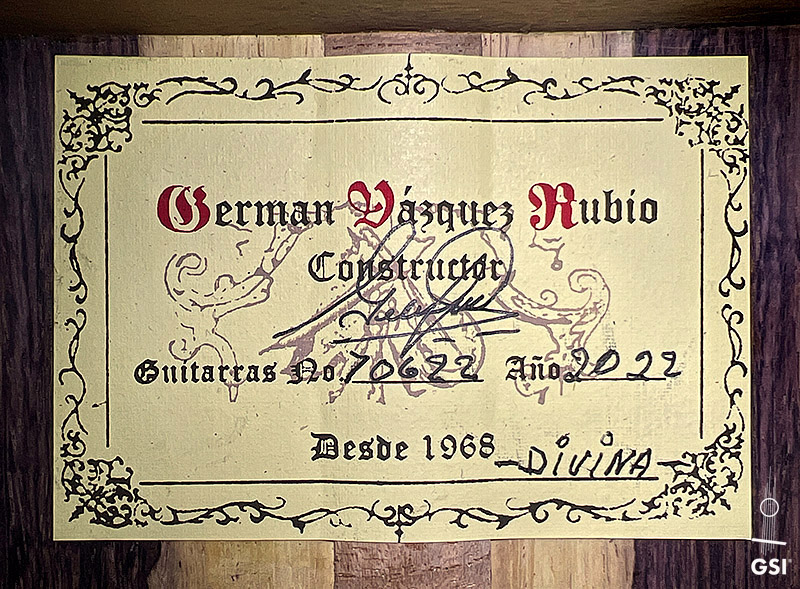 German Vázquez Rubio
Constructor
Guitarras No. 70622 Año 2022
Desde 1968
-DIVINA-
GSI